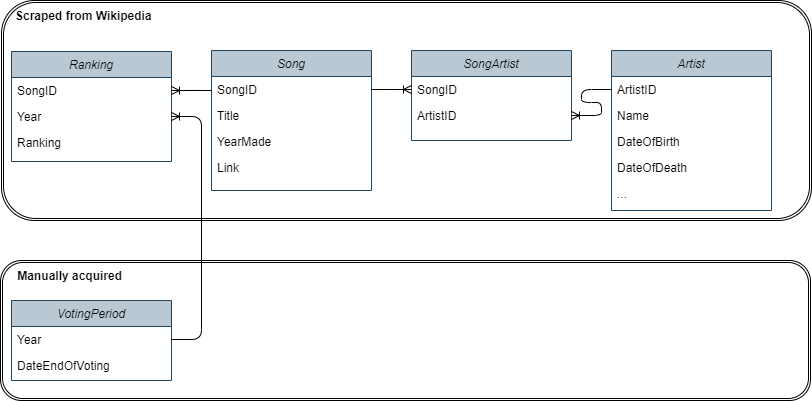 Scraped from Wikipedia
Ranking
SongID
Year
Ranking
Song
SongID
Title
YearMade
Link
SongArtist
SongID
ArtistID
Artist
ArtistID
Name
DateOfBirth
DateOfDeath
...
Manually acquired
VotingPeriod
Year
DateEndOfVoting